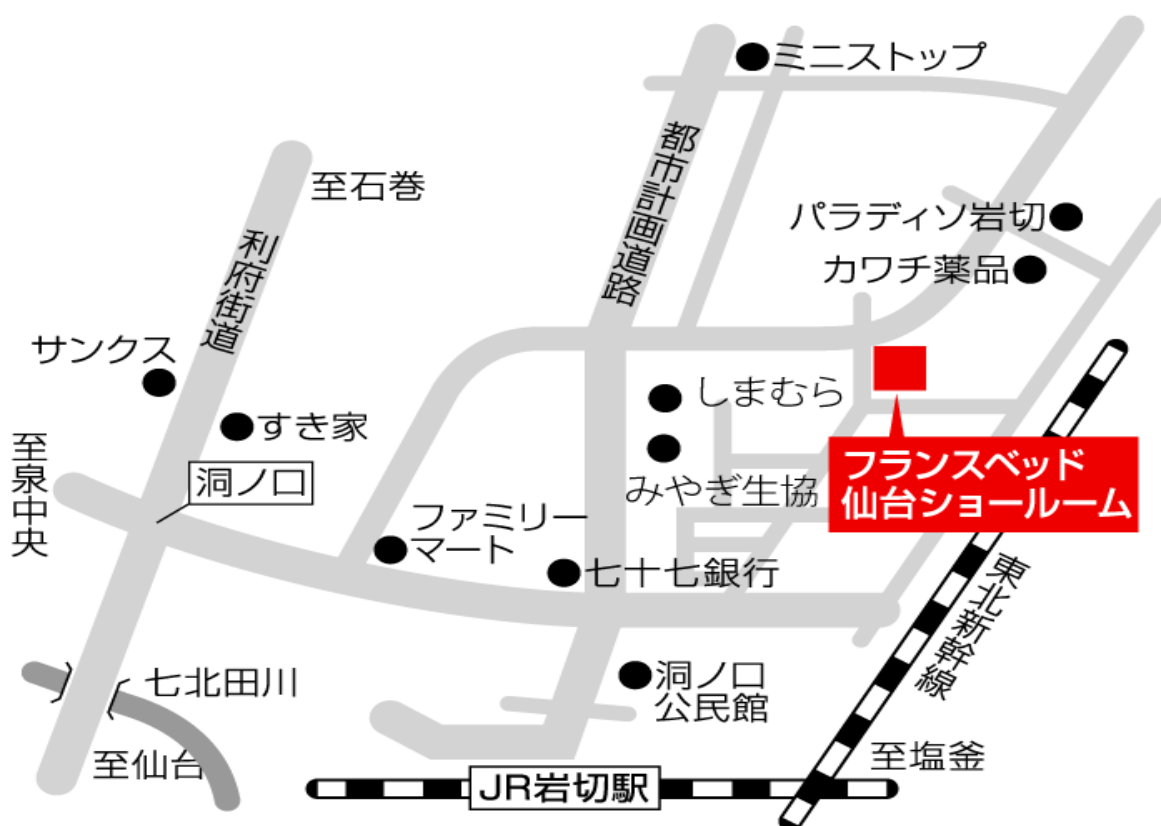 ミニストップ
都市計画道路
至石巻
利府街道
パラディソ岩切
カワチ薬品
サンクス
すき家
しまむら
至泉中央
洞ノ口
みやぎ生協
フランスベッド
仙台ショールーム
ファミリー
マート
七十七銀行
東北新幹線
七北田川
洞ノ口
公民館
至仙台
至塩釜
JR岩切駅